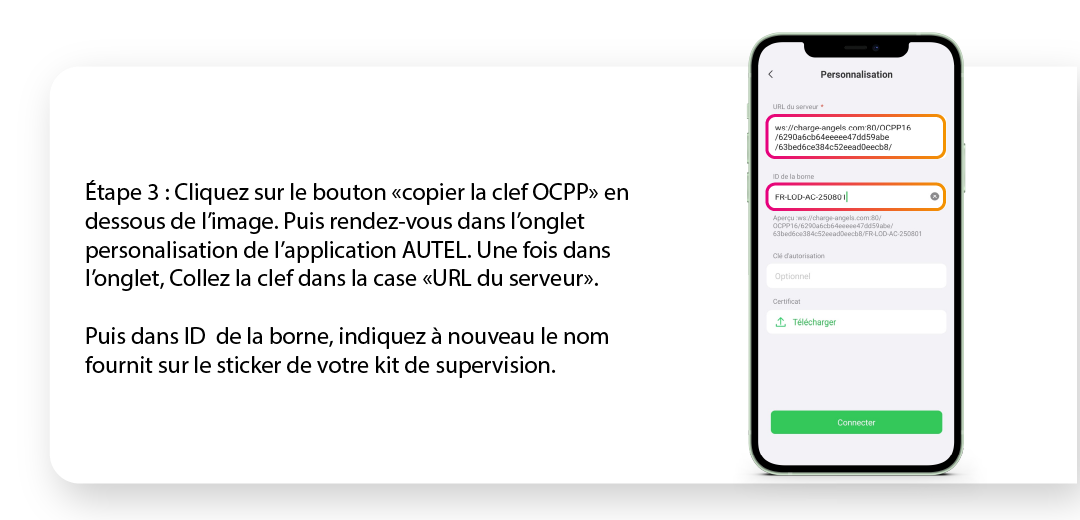 Étape 3 : Cliquez sur le bouton «copier la clef OCPP» en
dessous de l’image. Puis rendez-vous dans l’onglet
personalisation de l’application AUTEL. Une fois dans
l’onglet, Collez la clef dans la case «URL du serveur».
Puis dans ID  de la borne, indiquez à nouveau le nom
fournit sur le sticker de votre kit de supervision.
Personnalisation
URL du serveur *
ws://charge-angels.com:80/OCPP16
/6290a6cb64eeeee47dd59abe
/63bed6ce384c52eead0eecb8/
ID de la borne
FR-LOD-AC-250801
Aperçu :ws://charge-angels.com:80/
OCPP16/6290a6cb64eeeee47dd59abe/
63bed6ce384c52eead0eecb8/FR-LOD-AC-250801
Clé d'autorisation
Optionnel
Certificat
Télécharger
Connecter